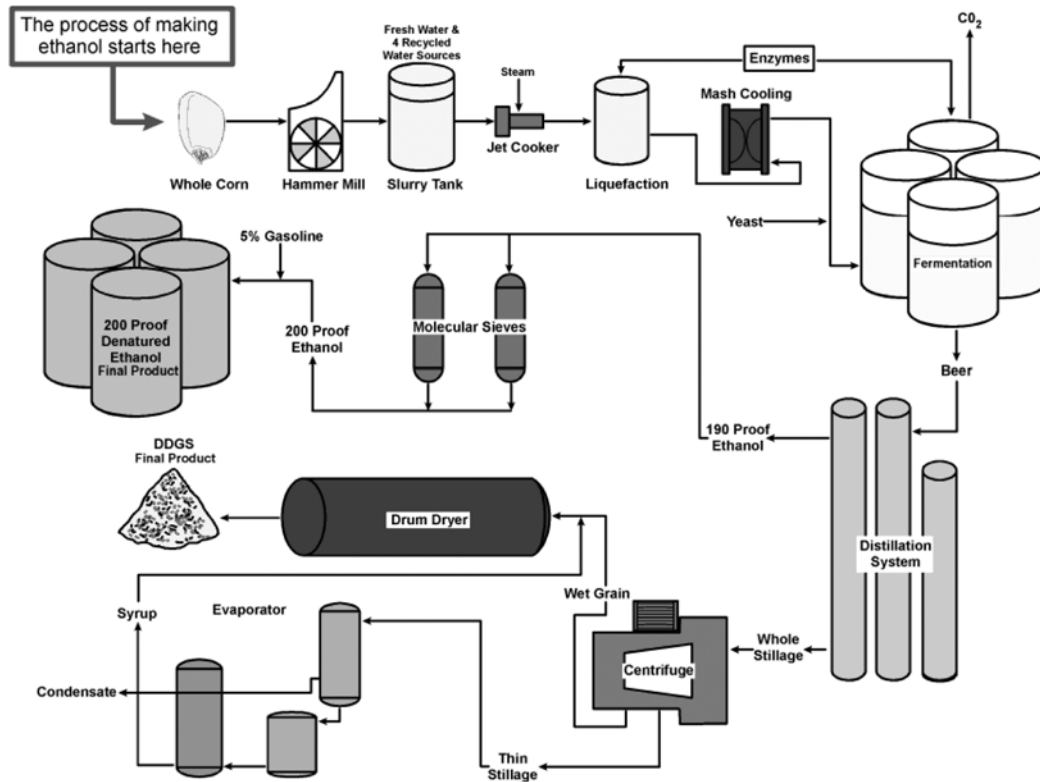 The process of making
ethanol starts here
Fresh Water &
4 Recycled
Water Sources
Steam
Enzymes
C0₂
Mash Cooling
Whole Corn
Hammer Mill
Slurry Tank
Jet Cooker
Liquefaction
Yeast
Fermentation
5% Gasoline
200 Proof
Denatured
Ethanol
Final Product
200 Proof
Ethanol
Molecular Sieves
Beer
190 Proof
Ethanol
DDGS
Final Product
Drum Dryer
Distillation
System
Wet Grain
Syrup
Evaporator
Centrifuge
Whole
Stillage
Condensate
Thin
Stillage